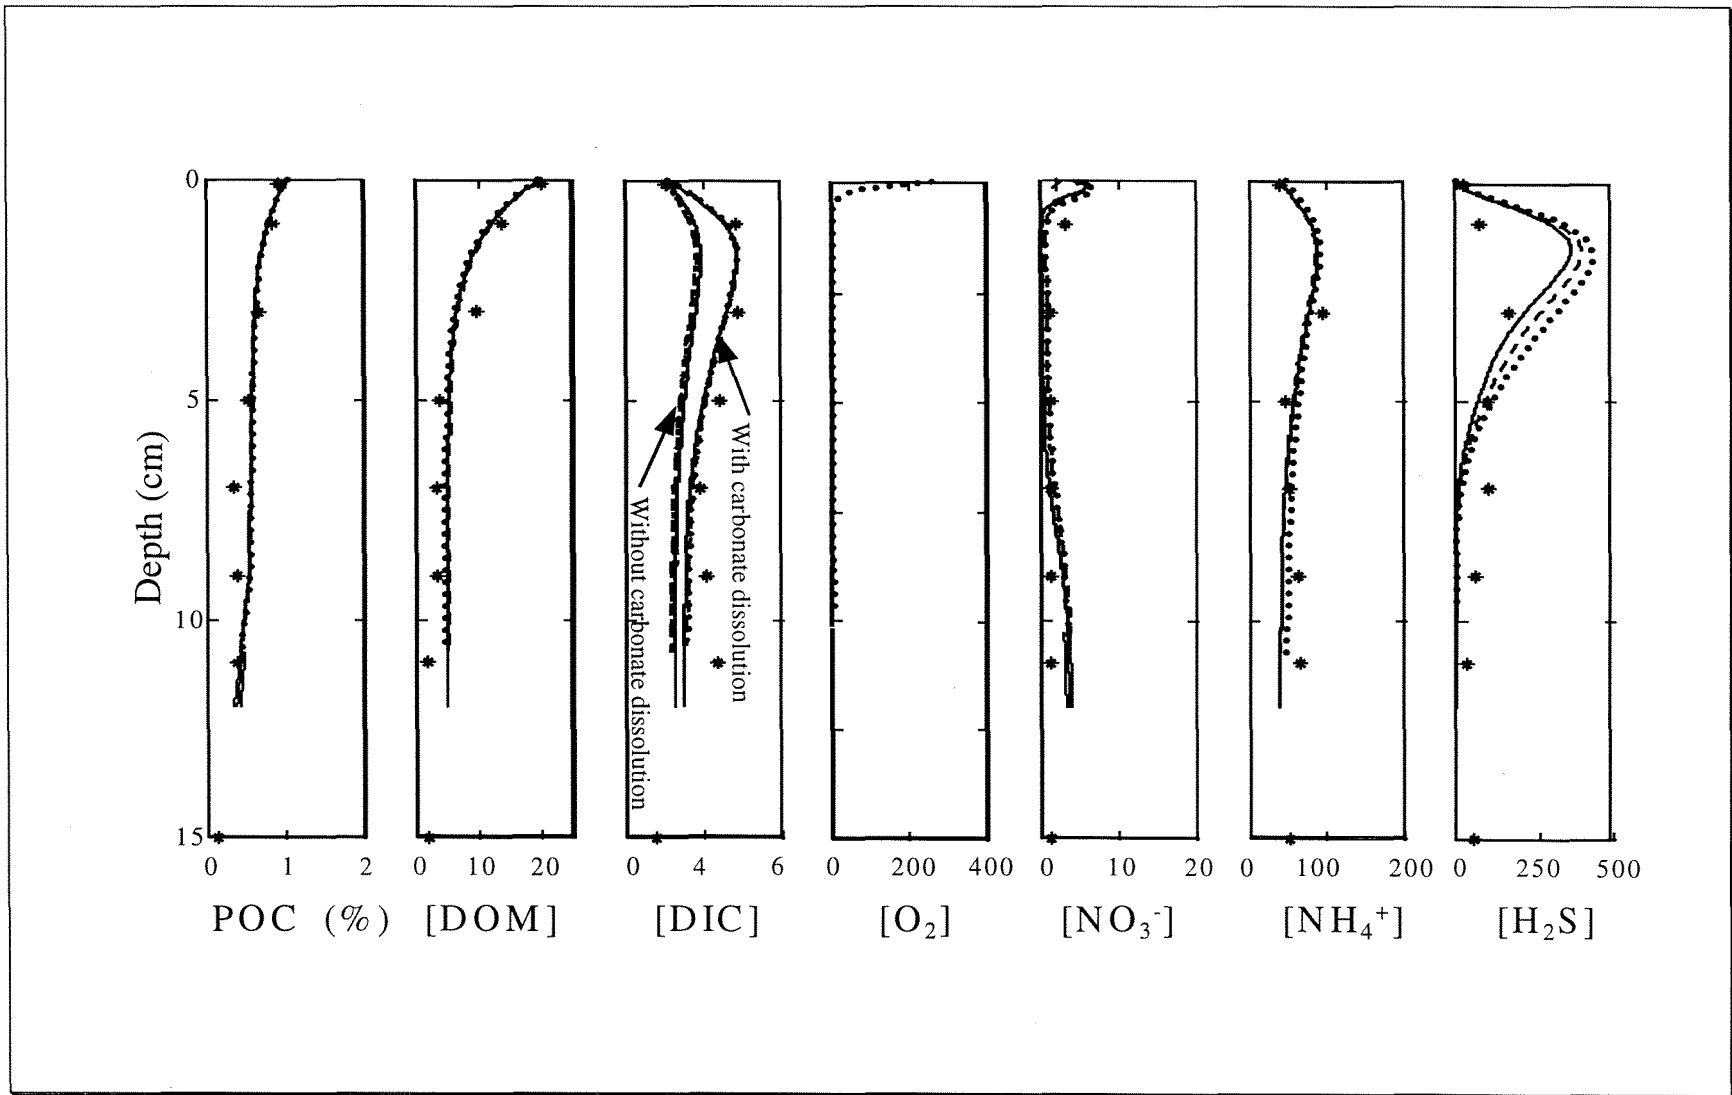 0
5
10
15
Depth (cm)
With carbonate dissolution
Without carbonate dissolution
0 1 2 0 10 20 0 4 6 0 200 400 0 10 20 0 100 200 0 250 500
POC (%) [DOM] [DIC] [O₂] [NO₃⁻] [NH₄⁺] [H₂S]